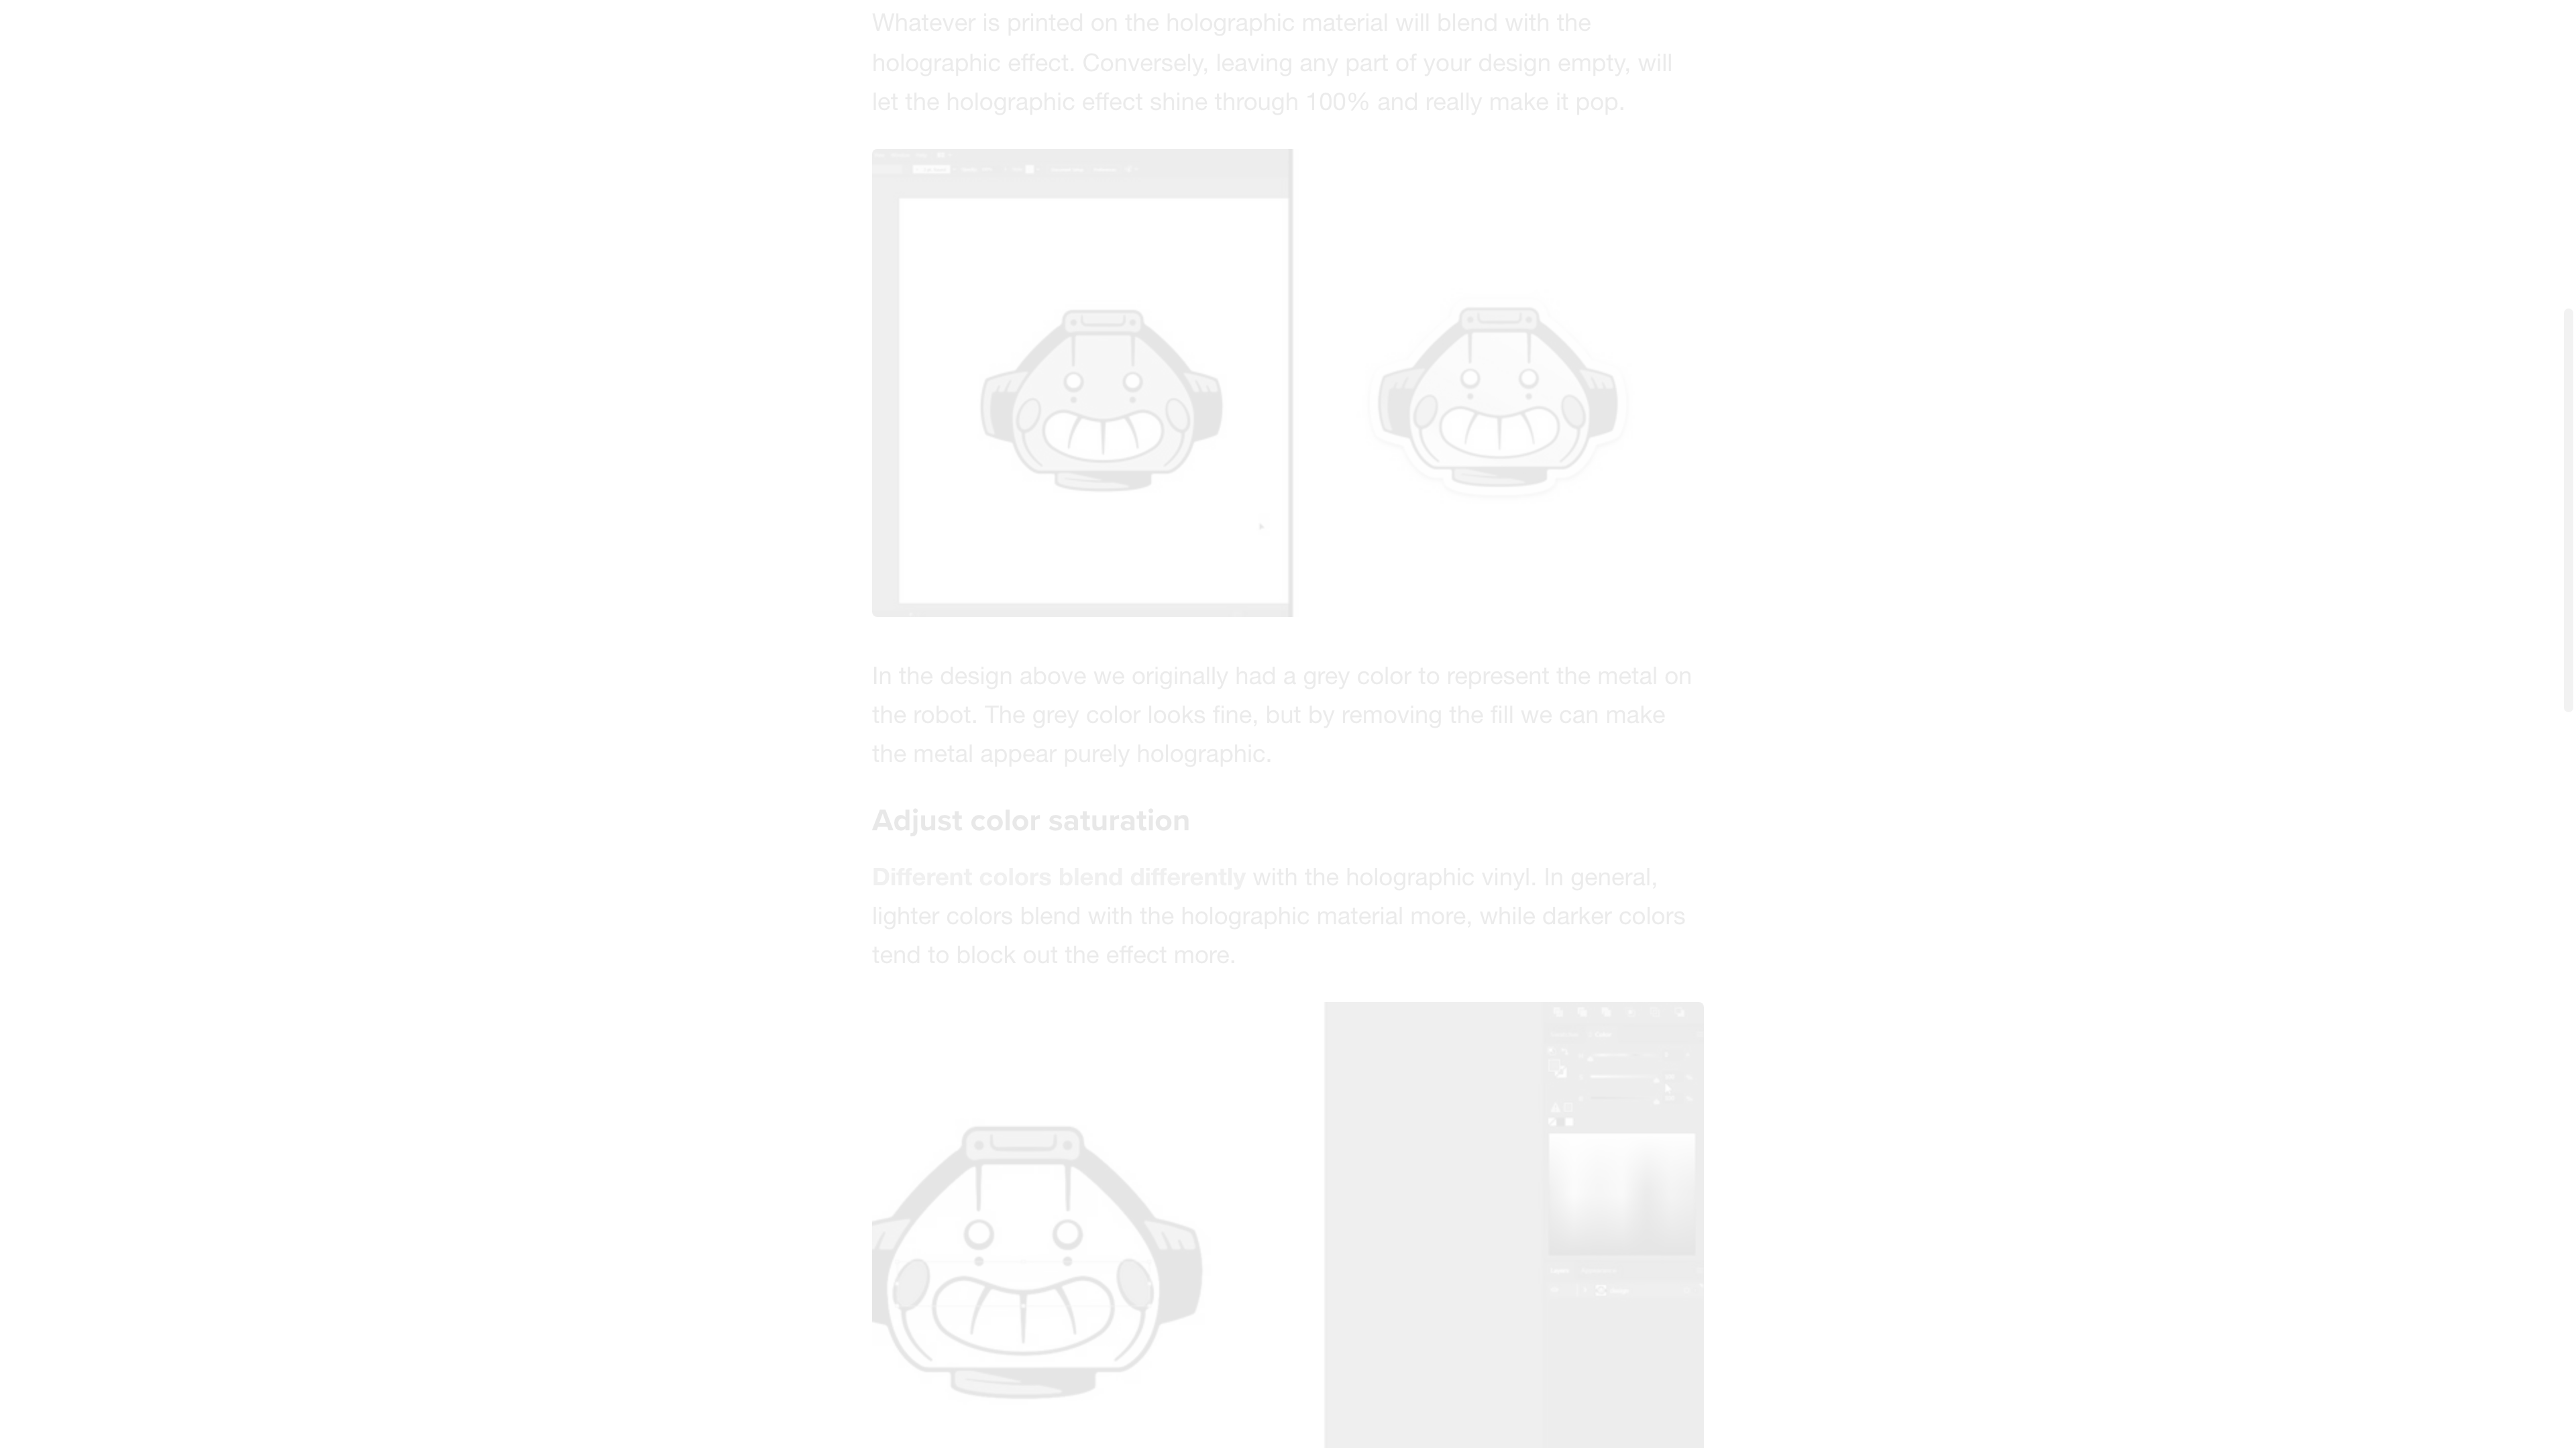 Whatever is printed on the holographic material will blend with the
holographic effect. Conversely, leaving any part of your design empty, will
let the holographic effect shine through 100% and really make it pop.
In the design above we originally had a grey color to represent the metal on
the robot. The grey color looks fine, but by removing the fill we can make
the metal appear purely holographic.
Adjust color saturation
Different colors blend differently with the holographic vinyl. In general,
lighter colors blend with the holographic material more, while darker colors
tend to block out the effect more.